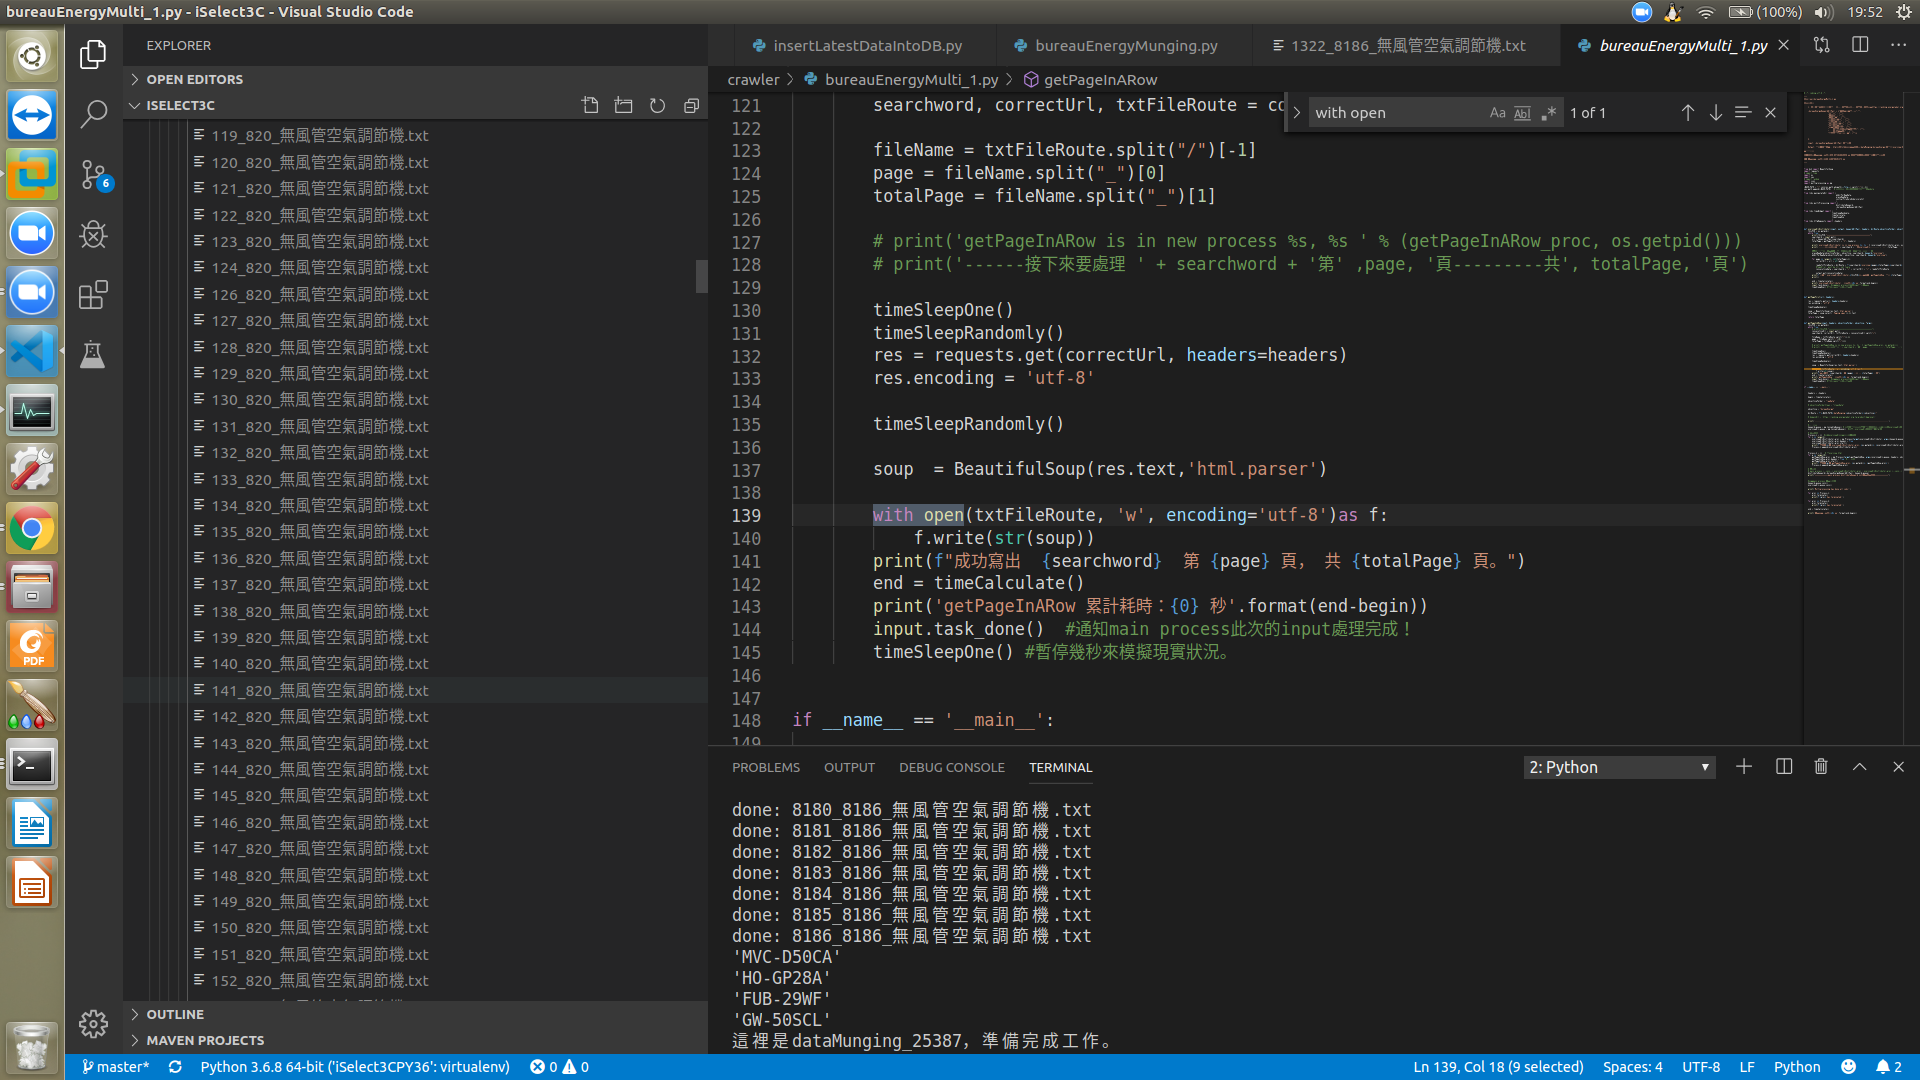 bureauEnergyMulti_1.py - iSelect3C - Visual Studio Code
(100%) 19:52
EXPLORER
OPEN EDITORS
ISELECT3C
119_820_無風管空氣調節機.txt
120_820_無風管空氣調節機.txt
121_820_無風管空氣調節機.txt
122_820_無風管空氣調節機.txt
123_820_無風管空氣調節機.txt
124_820_無風管空氣調節機.txt
126_820_無風管空氣調節機.txt
127_820_無風管空氣調節機.txt
128_820_無風管空氣調節機.txt
129_820_無風管空氣調節機.txt
130_820_無風管空氣調節機.txt
131_820_無風管空氣調節機.txt
132_820_無風管空氣調節機.txt
133_820_無風管空氣調節機.txt
134_820_無風管空氣調節機.txt
135_820_無風管空氣調節機.txt
136_820_無風管空氣調節機.txt
137_820_無風管空氣調節機.txt
138_820_無風管空氣調節機.txt
139_820_無風管空氣調節機.txt
140_820_無風管空氣調節機.txt
141_820_無風管空氣調節機.txt
142_820_無風管空氣調節機.txt
143_820_無風管空氣調節機.txt
144_820_無風管空氣調節機.txt
145_820_無風管空氣調節機.txt
146_820_無風管空氣調節機.txt
147_820_無風管空氣調節機.txt
148_820_無風管空氣調節機.txt
149_820_無風管空氣調節機.txt
150_820_無風管空氣調節機.txt
151_820_無風管空氣調節機.txt
152_820_無風管空氣調節機.txt
OUTLINE
MAVEN PROJECTS
6
PDF
insertLatestDataIntoDB.py
bureauEnergyMunging.py
1322_8186_無風管空氣調節機.txt
bureauEnergyMulti_1.py
crawler > bureauEnergyMulti_1.py > getPageInARow
with open Aa Abl .* 1 of 1
121 searchword, correctUrl, txtFileRoute = co
122
123 fileName = txtFileRoute.split("/")[-1]
124 page = fileName.split("_")[0]
125 totalPage = fileName.split("_")[1]
126
127 # print('getPageInARow is in new process %s, %s ' % (getPageInARow_proc, os.getpid()))
128 # print('------接下來要處理 ' + searchword + '第' ,page, '頁---------共', totalPage, '頁')
129
130 timeSleepOne()
131 timeSleepRandomly()
132 res = requests.get(correctUrl, headers=headers)
133 res.encoding = 'utf-8'
134
135 timeSleepRandomly()
136
137 soup  = BeautifulSoup(res.text,'html.parser')
138
139 with open(txtFileRoute, 'w', encoding='utf-8')as f:
140 f.write(str(soup))
141 print(f"成功寫出  {searchword}  第 {page} 頁， 共 {totalPage} 頁。")
142 end = timeCalculate()
143 print('getPageInARow 累計耗時：{0} 秒'.format(end-begin))
144 input.task_done()  #通知main process此次的input處理完成！
145 timeSleepOne() #暫停幾秒來模擬現實狀況。
146
147
148 if __name__ == '__main__':
149
PROBLEMS OUTPUT DEBUG CONSOLE TERMINAL 2: Python
done: 8180_8186_無風管空氣調節機.txt
done: 8181_8186_無風管空氣調節機.txt
done: 8182_8186_無風管空氣調節機.txt
done: 8183_8186_無風管空氣調節機.txt
done: 8184_8186_無風管空氣調節機.txt
done: 8185_8186_無風管空氣調節機.txt
done: 8186_8186_無風管空氣調節機.txt
'MVC-D50CA'
'HO-GP28A'
'FUB-29WF'
'GW-50SCL'
這裡是dataMunging_25387，準備完成工作。
master* Python 3.6.8 64-bit ('iSelect3CPY36': virtualenv) 0 0 Ln 139, Col 18 (9 selected) Spaces: 4 UTF-8 LF Python 2